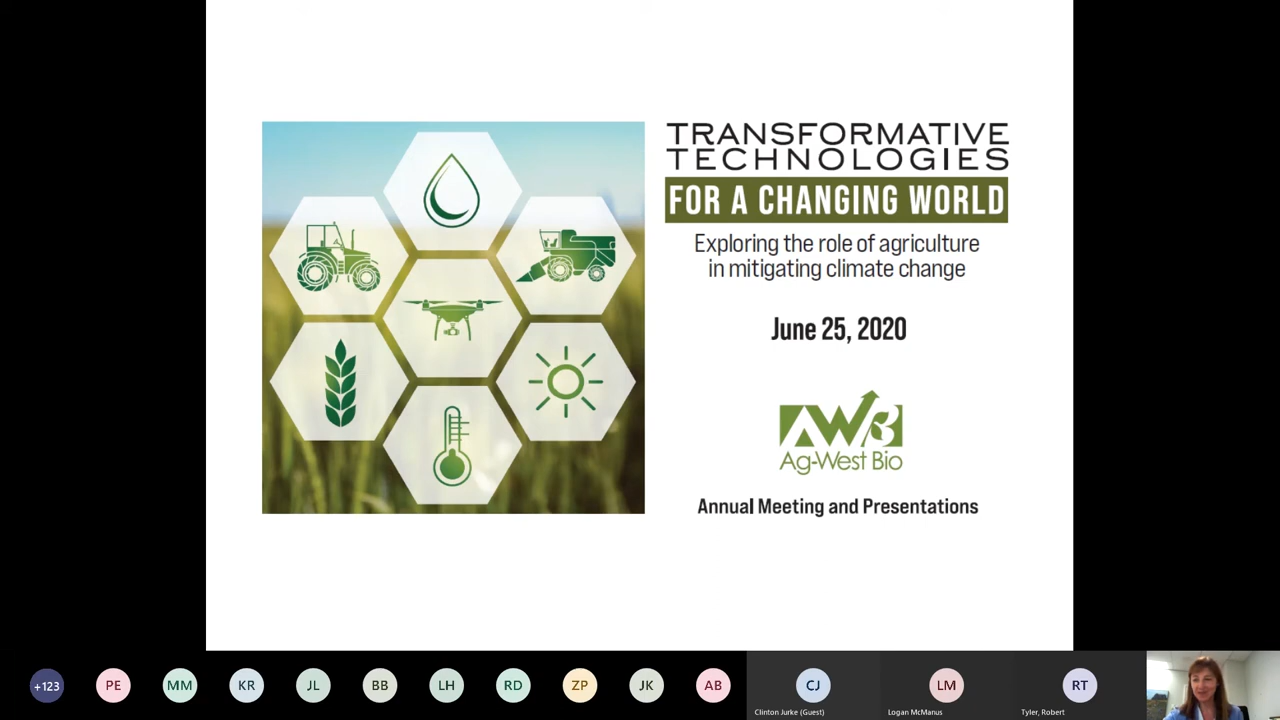 TRANSFORMATIVE
TECHNOLOGIES
FOR A CHANGING WORLD
Exploring the role of agriculture
in mitigating climate change
June 25, 2020
AWB
Ag-West Bio
Annual Meeting and Presentations
+123
PE
MM
KR
JL
BB
LH
RD
ZP
JK
AB
CJ
Clinton Jurke (Guest)
LM
Logan McManus
RT
Tyler, Robert